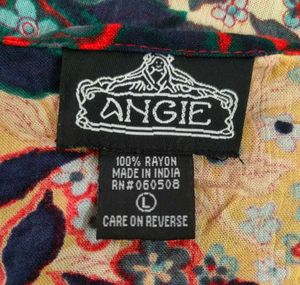 ANGIE
100% RAYON
MADE IN INDIA
RN#060508
L
CARE ON REVERSE